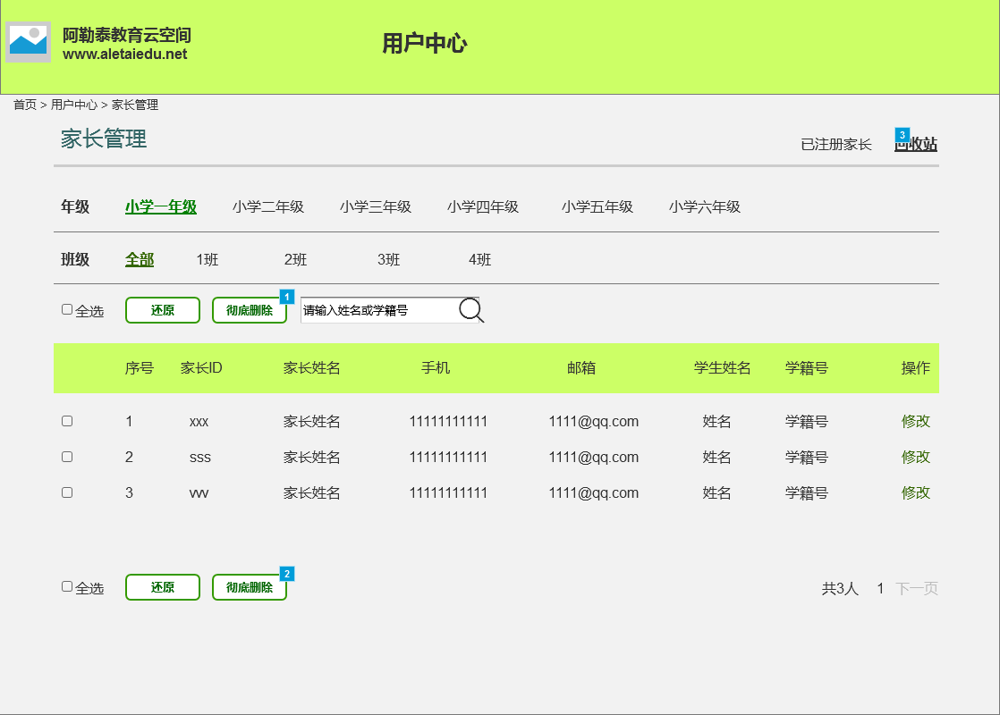 阿勒泰教育云空间
www.aletaiedu.net
用户中心
首页 > 用户中心 > 家长管理
家长管理
已注册家长 3 回收站
年级 小学一年级 小学二年级 小学三年级 小学四年级 小学五年级 小学六年级
班级 全部 1班 2班 3班 4班
全选 还原 彻底删除 1 请输入姓名或学籍号
序号 家长ID 家长姓名 手机 邮箱 学生姓名 学籍号 操作
1 xxx 家长姓名 11111111111 1111@qq.com 姓名 学籍号 修改
2 sss 家长姓名 11111111111 1111@qq.com 姓名 学籍号 修改
3 vvv 家长姓名 11111111111 1111@qq.com 姓名 学籍号 修改
全选 还原 彻底删除 2 共3人 1 下一页